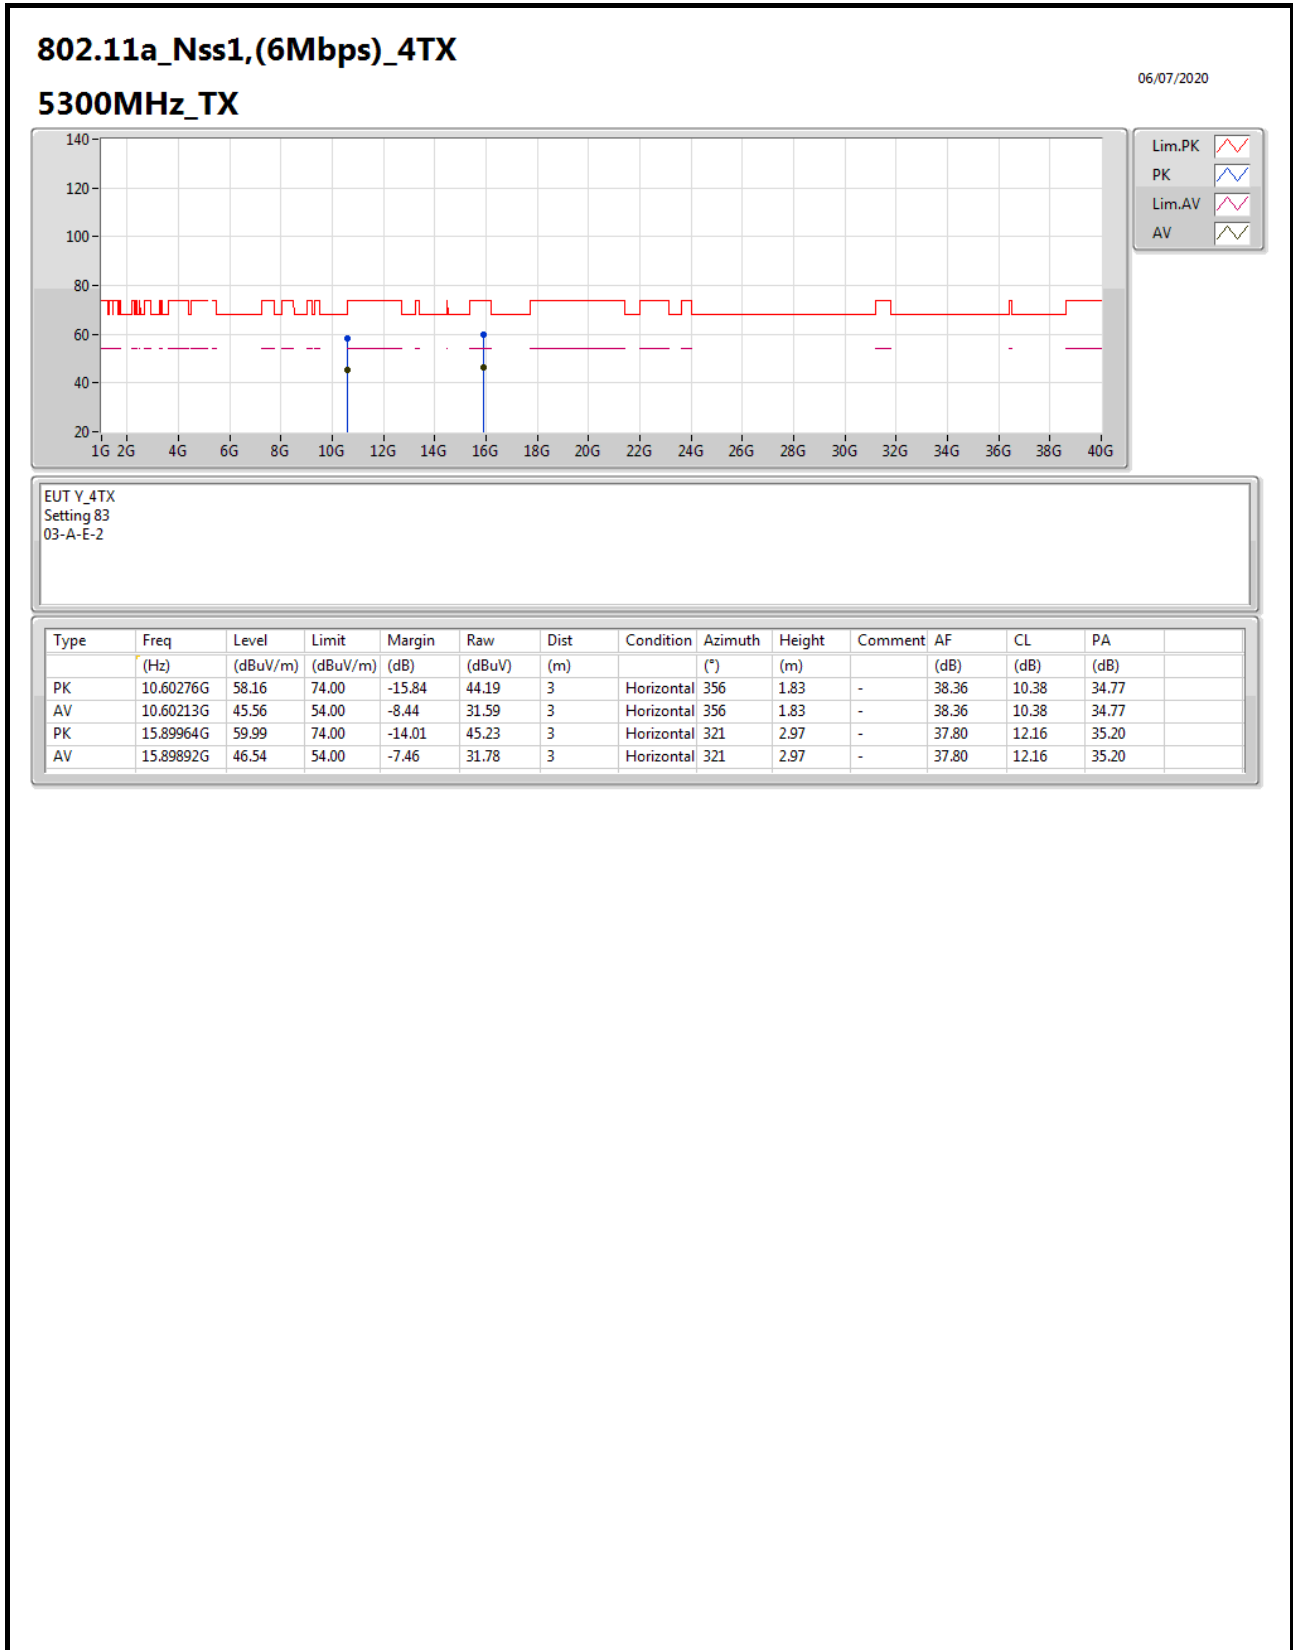 802.11a_Nss1,(6Mbps)_4TX
06/07/2020
5300MHz_TX
140
120
100
80
60
40
20
1G 2G 4G 6G 8G 10G 12G 14G 16G 18G 20G 22G 24G 26G 28G 30G 32G 34G 36G 38G 40G
Lim.PK
PK
Lim.AV
AV
EUT Y_4TX
Setting 83
03-A-E-2
Type Freq Level Limit Margin Raw Dist Condition Azimuth Height Comment AF CL PA
(Hz) (dBuV/m) (dBuV/m) (dB) (dBuV) (m) (°) (m) (dB) (dB) (dB)
PK 10.60276G 58.16 74.00 -15.84 44.19 3 Horizontal 356 1.83 - 38.36 10.38 34.77
AV 10.60213G 45.56 54.00 -8.44 31.59 3 Horizontal 356 1.83 - 38.36 10.38 34.77
PK 15.89964G 59.99 74.00 -14.01 45.23 3 Horizontal 321 2.97 - 37.80 12.16 35.20
AV 15.89892G 46.54 54.00 -7.46 31.78 3 Horizontal 321 2.97 - 37.80 12.16 35.20